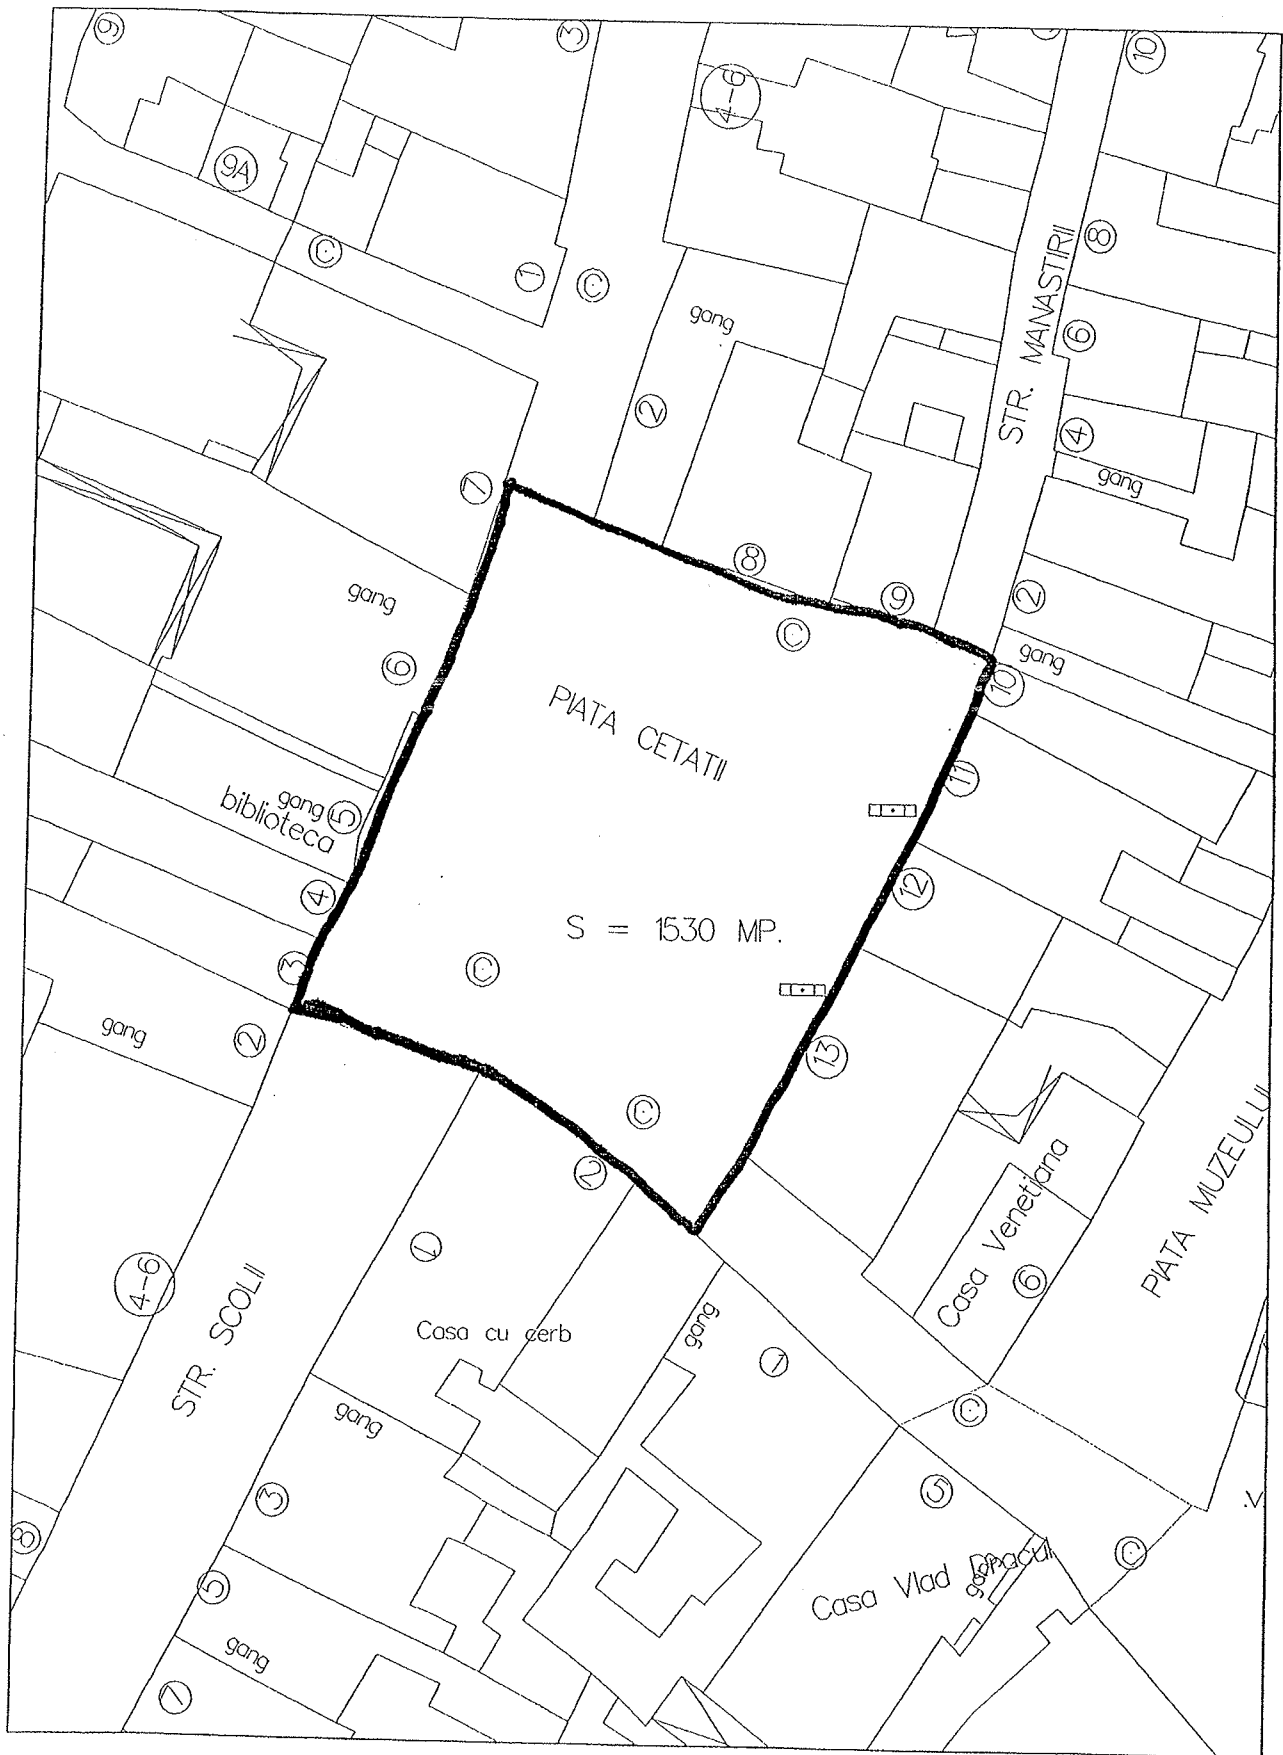 9
3
4-6
10
9A
C
1
C
8
STR. MANASTIRII
gang
6
2
4
7
gang
gang
8
9
2
C
gang
6
10
PIATA CETATII
11
gang
5
biblioteca
4
12
S = 1530 MP.
3
C
gang
2
13
C
2
Casa Venetiana
6
PIATA MUZEULUI
1
4-6
STR. SCOLII
Casa cu cerb
gang
1
gang
C
3
5
8
C
Casa Vlad Dracul
gang
5
gang
7
.V.